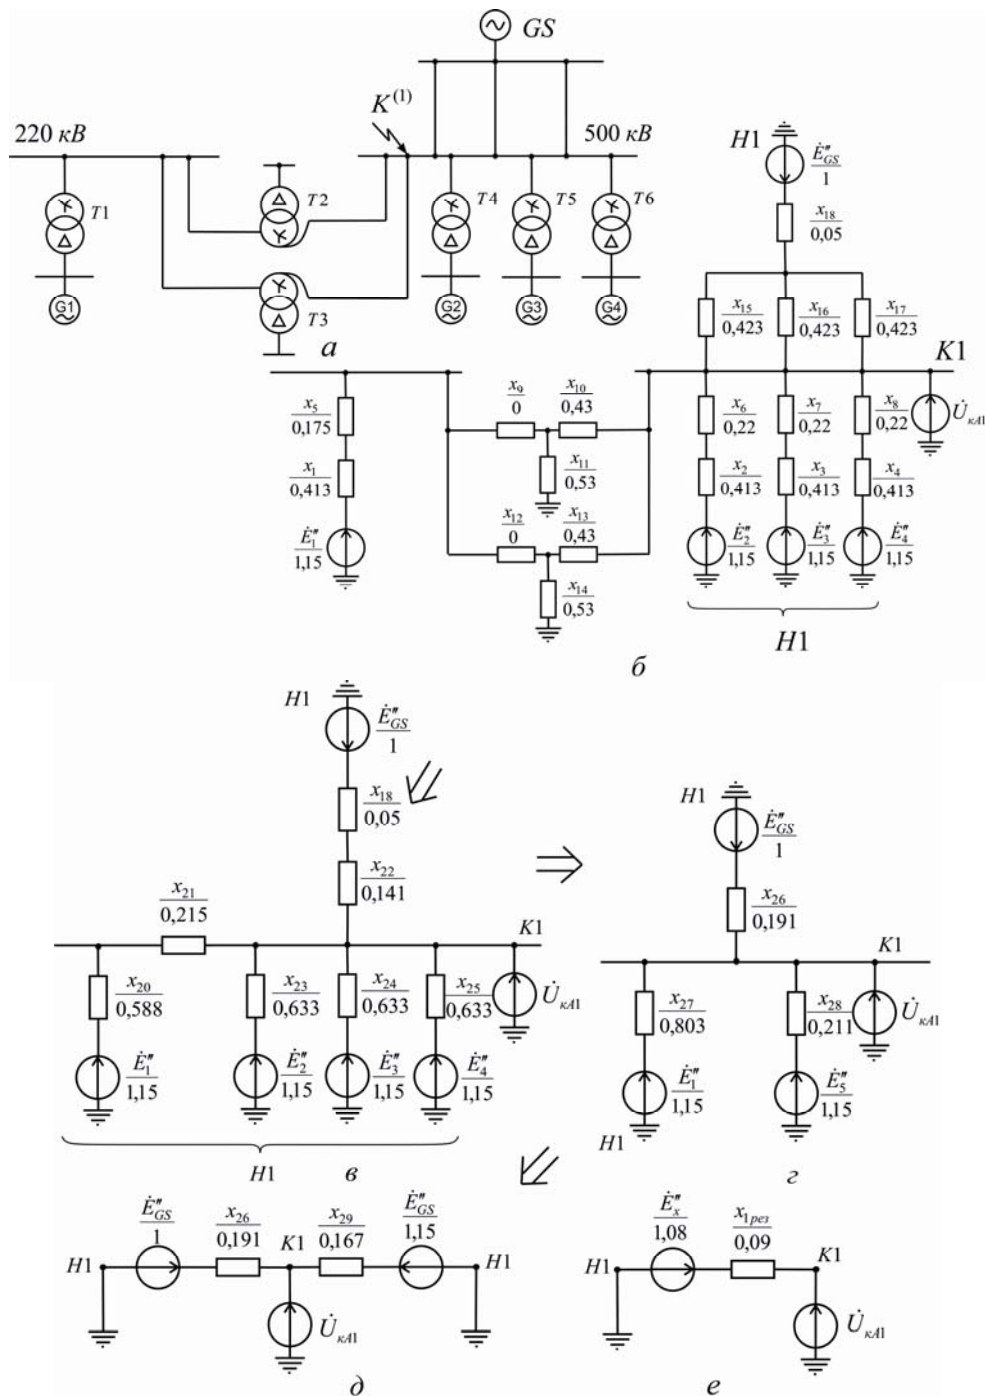 GS
K⁽¹⁾
220 кВ
500 кВ
T1
T2
T3
T4
T5
T6
G1
G2
G3
G4
а
H1
Ė″GS
1
x18
0,05
x15
0,423
x16
0,423
x17
0,423
K1
x5
0,175
x9
0
x10
0,43
x6
0,22
x7
0,22
x8
0,22
U̇кА1
x1
0,413
x11
0,53
x2
0,413
x3
0,413
x4
0,413
x12
0
x13
0,43
Ė″1
1,15
Ė″2
1,15
Ė″3
1,15
Ė″4
1,15
x14
0,53
H1
б
H1
Ė″GS
1
x18
0,05
x22
0,141
x21
0,215
K1
x20
0,588
x23
0,633
x24
0,633
x25
0,633
U̇кА1
Ė″1
1,15
Ė″2
1,15
Ė″3
1,15
Ė″4
1,15
H1
в
H1
Ė″GS
1
x26
0,191
K1
x27
0,803
x28
0,211
U̇кА1
Ė″1
1,15
Ė″5
1,15
H1
г
Ė″GS
1
x26
0,191
x29
0,167
Ė″GS
1,15
H1
K1
H1
U̇кА1
д
Ė″x
1,08
x1рез
0,09
H1
K1
U̇кА1
е